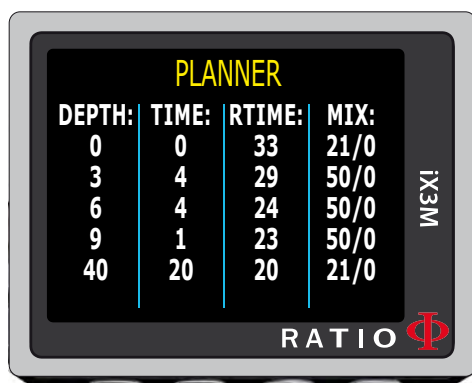 PLANNER
DEPTH: TIME: RTIME: MIX:
0 0 33 21/0
3 4 29 50/0
6 4 24 50/0
9 1 23 50/0
40 20 20 21/0
iX3M
RATIO